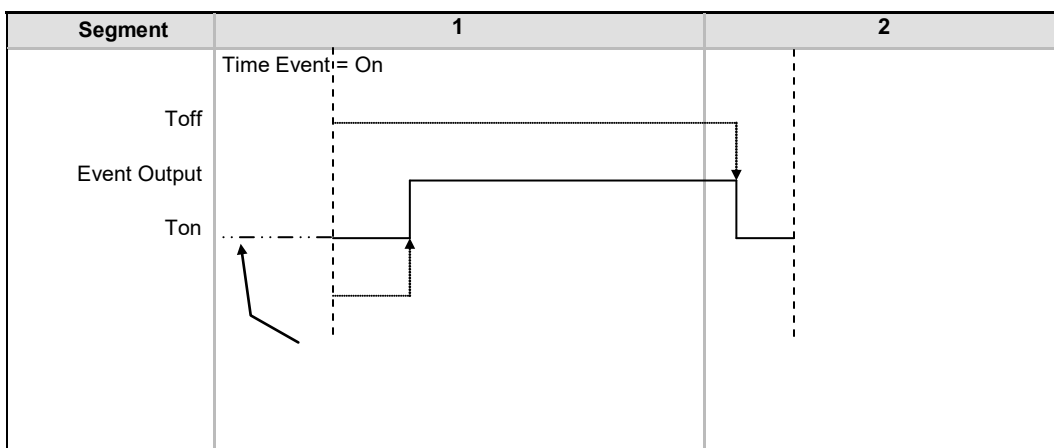 Segment 1 2
Time Event = On
Toff
Event Output
Ton